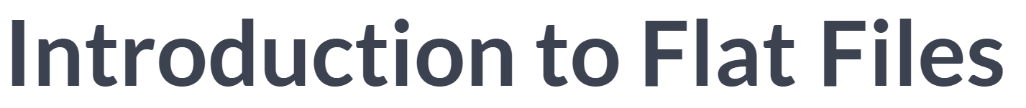 Introduction to Flat Files